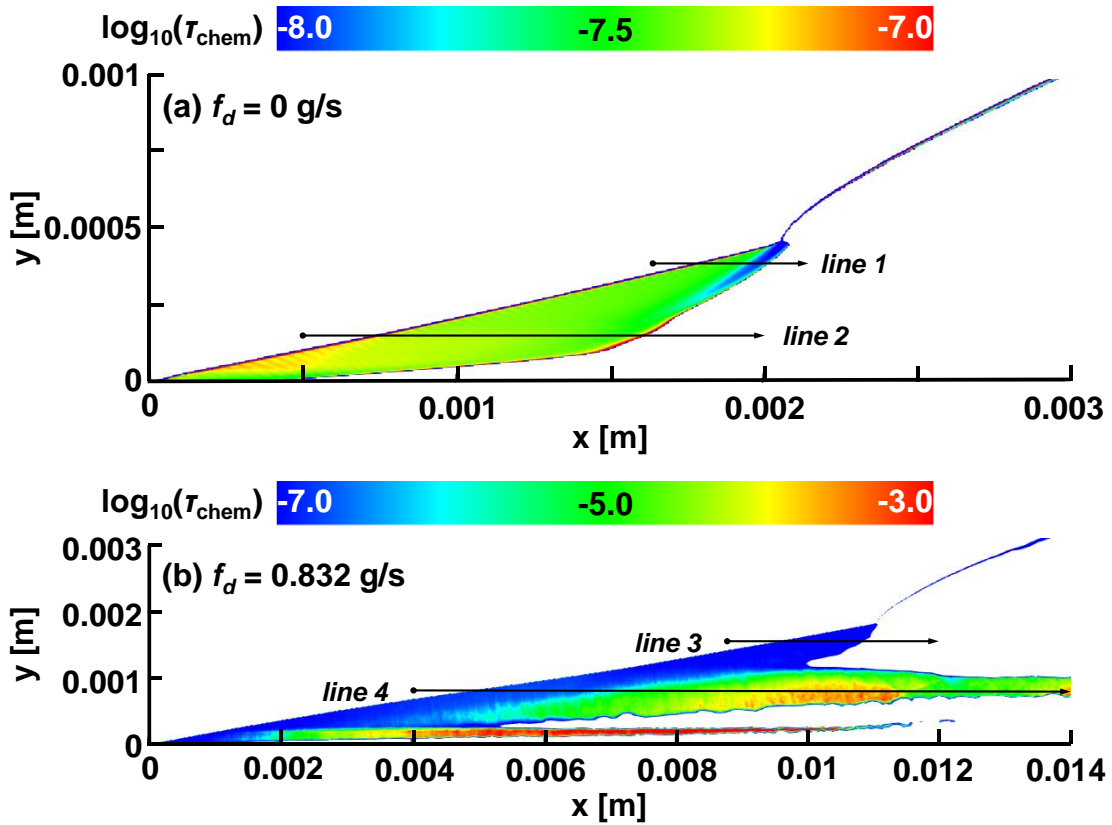 log₁₀(τchem) -8.0 -7.5 -7.0
0.001
(a) f_d = 0 g/s
y [m]
0.0005
line 1
line 2
0
0 0.001 0.002 0.003
x [m]
log₁₀(τchem) -7.0 -5.0 -3.0
0.003
(b) f_d = 0.832 g/s
y [m]
0.002
line 3
0.001
line 4
0
0 0.002 0.004 0.006 0.008 0.01 0.012 0.014
x [m]